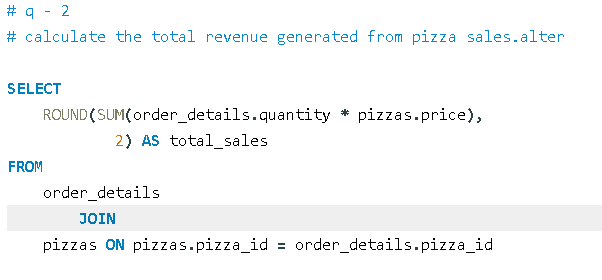 # q - 2
# calculate the total revenue generated from pizza sales.alter
SELECT
ROUND(SUM(order_details.quantity * pizzas.price),
2) AS total_sales
FROM
order_details
JOIN
pizzas ON pizzas.pizza_id = order_details.pizza_id